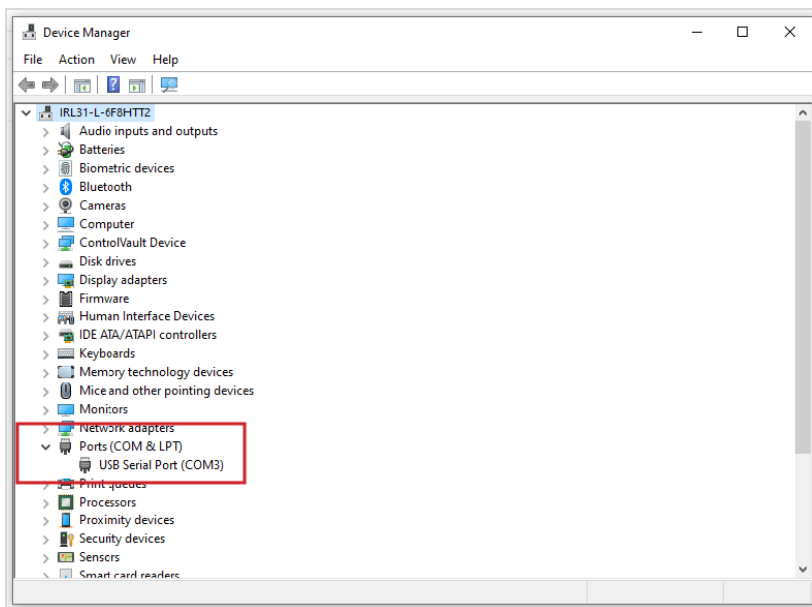 Device Manager
File Action View Help
IRL31-L-6F8HTT2
Audio inputs and outputs
Batteries
Biometric devices
Bluetooth
Cameras
Computer
ControlVault Device
Disk drives
Display adapters
Firmware
Human Interface Devices
IDE ATA/ATAPI controllers
Keyboards
Memory technology devices
Mice and other pointing devices
Monitors
Network adapters
Ports (COM & LPT)
USB Serial Port (COM3)
Print queues
Processors
Proximity devices
Security devices
Sensors
Smart card readers